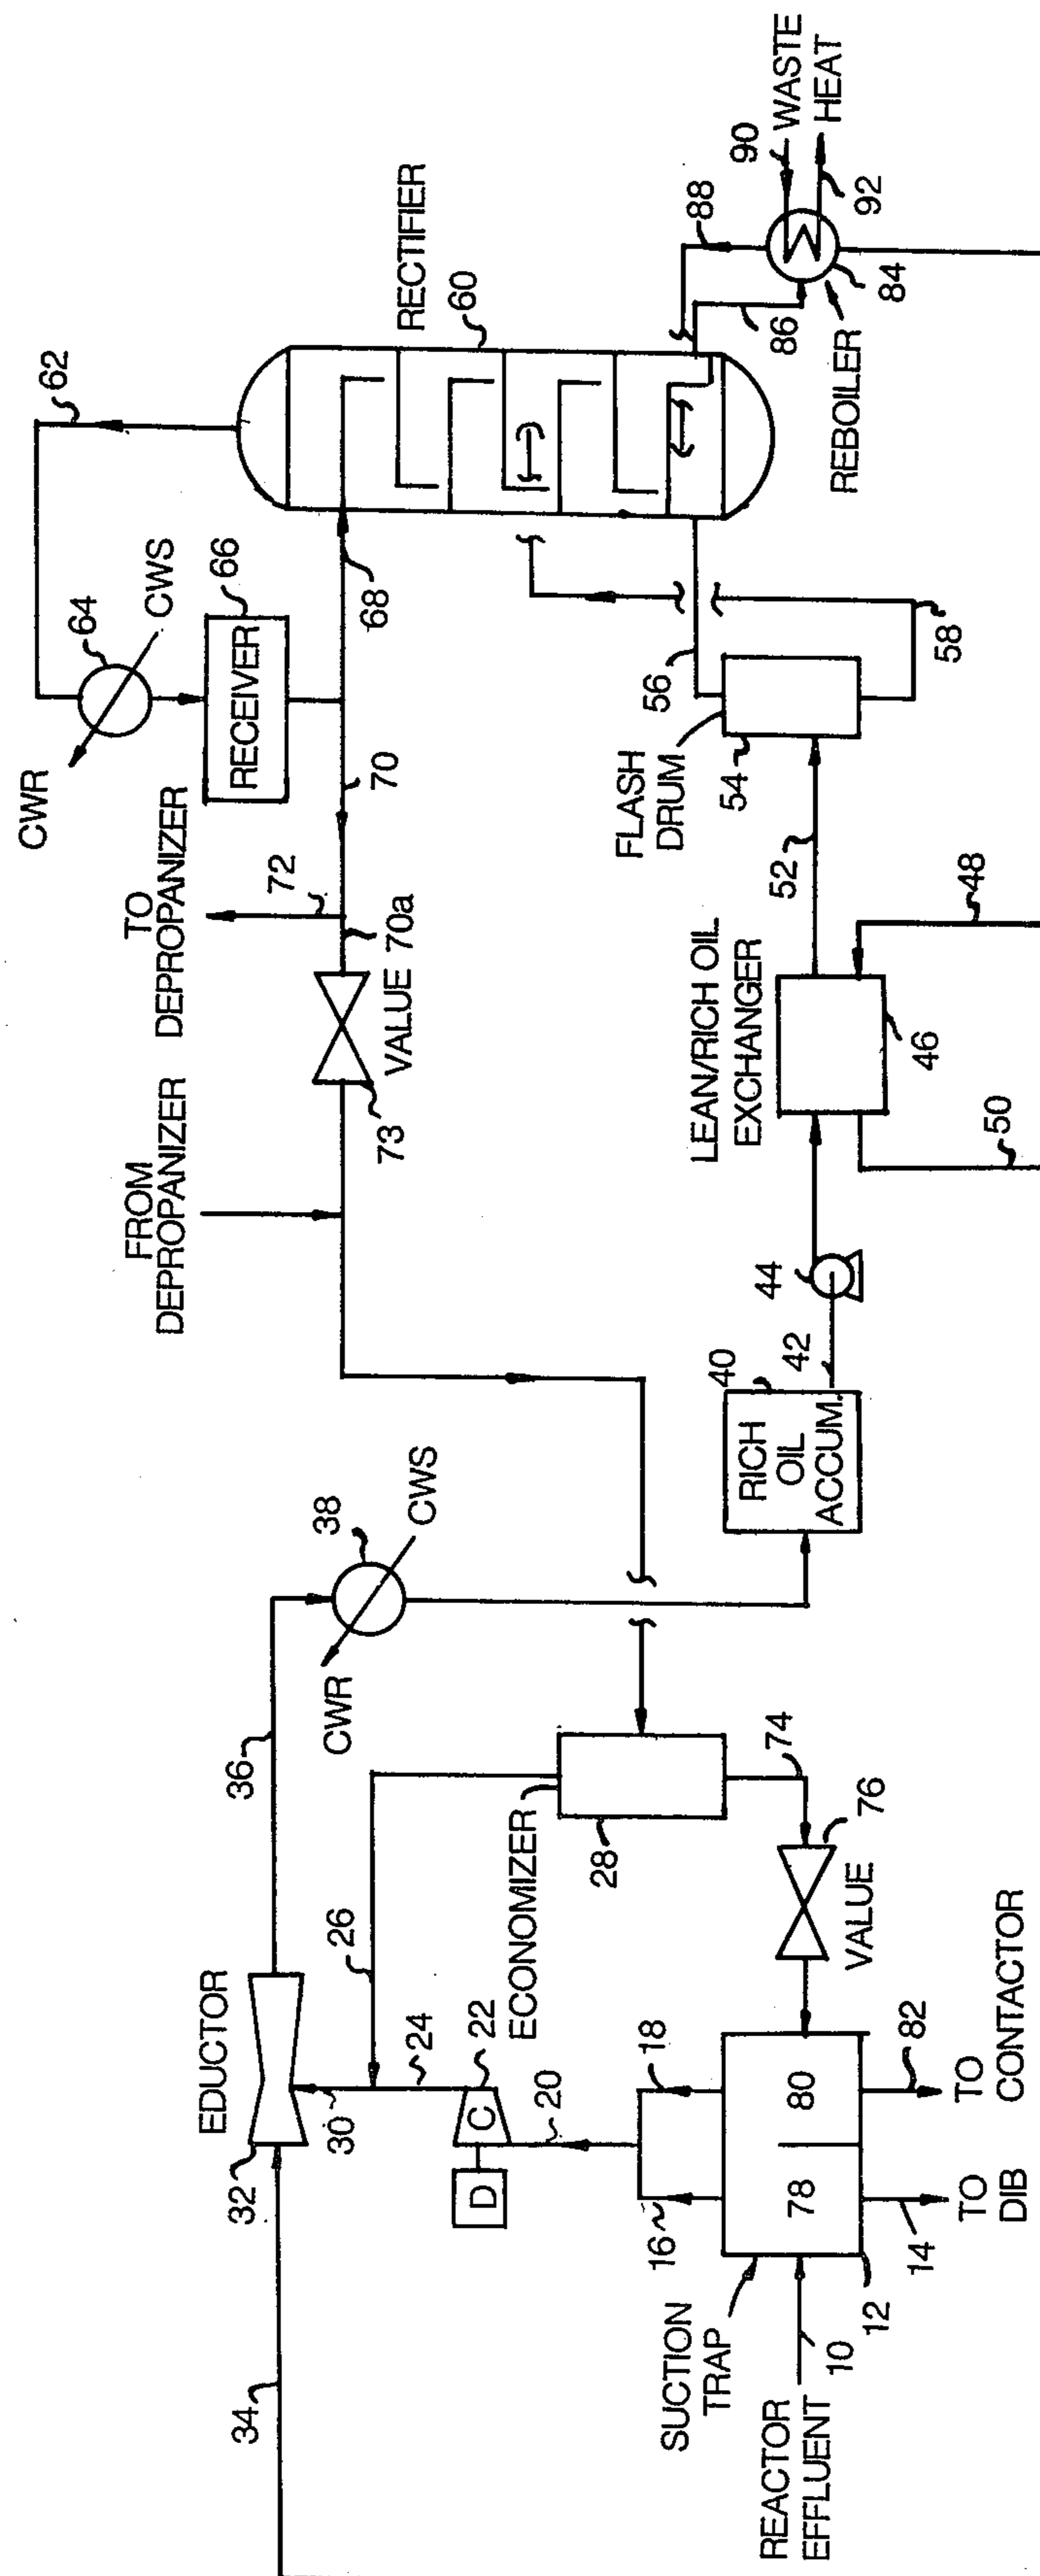 34
36
EDUCTOR
32
30
26
24
22
C
D
20
18
16
SUCTION
TRAP
REACTOR
EFFLUENT
10
12
78
80
14
TO
DIB
82
TO
CONTACTOR
VALUE
76
74
28
ECONOMIZER
38
CWS
CWR
RICH
OIL
ACCUM.
40
42
44
LEAN/RICH OIL
EXCHANGER
46
50
48
52
FROM
DEPROPANIZER
TO
DEPROPANIZER
73
VALUE
70a
72
70
CWR
CWS
64
62
RECEIVER
66
68
FLASH
DRUM
54
56
58
RECTIFIER
60
REBOILER
86
84
88
90
WASTE
HEAT
92